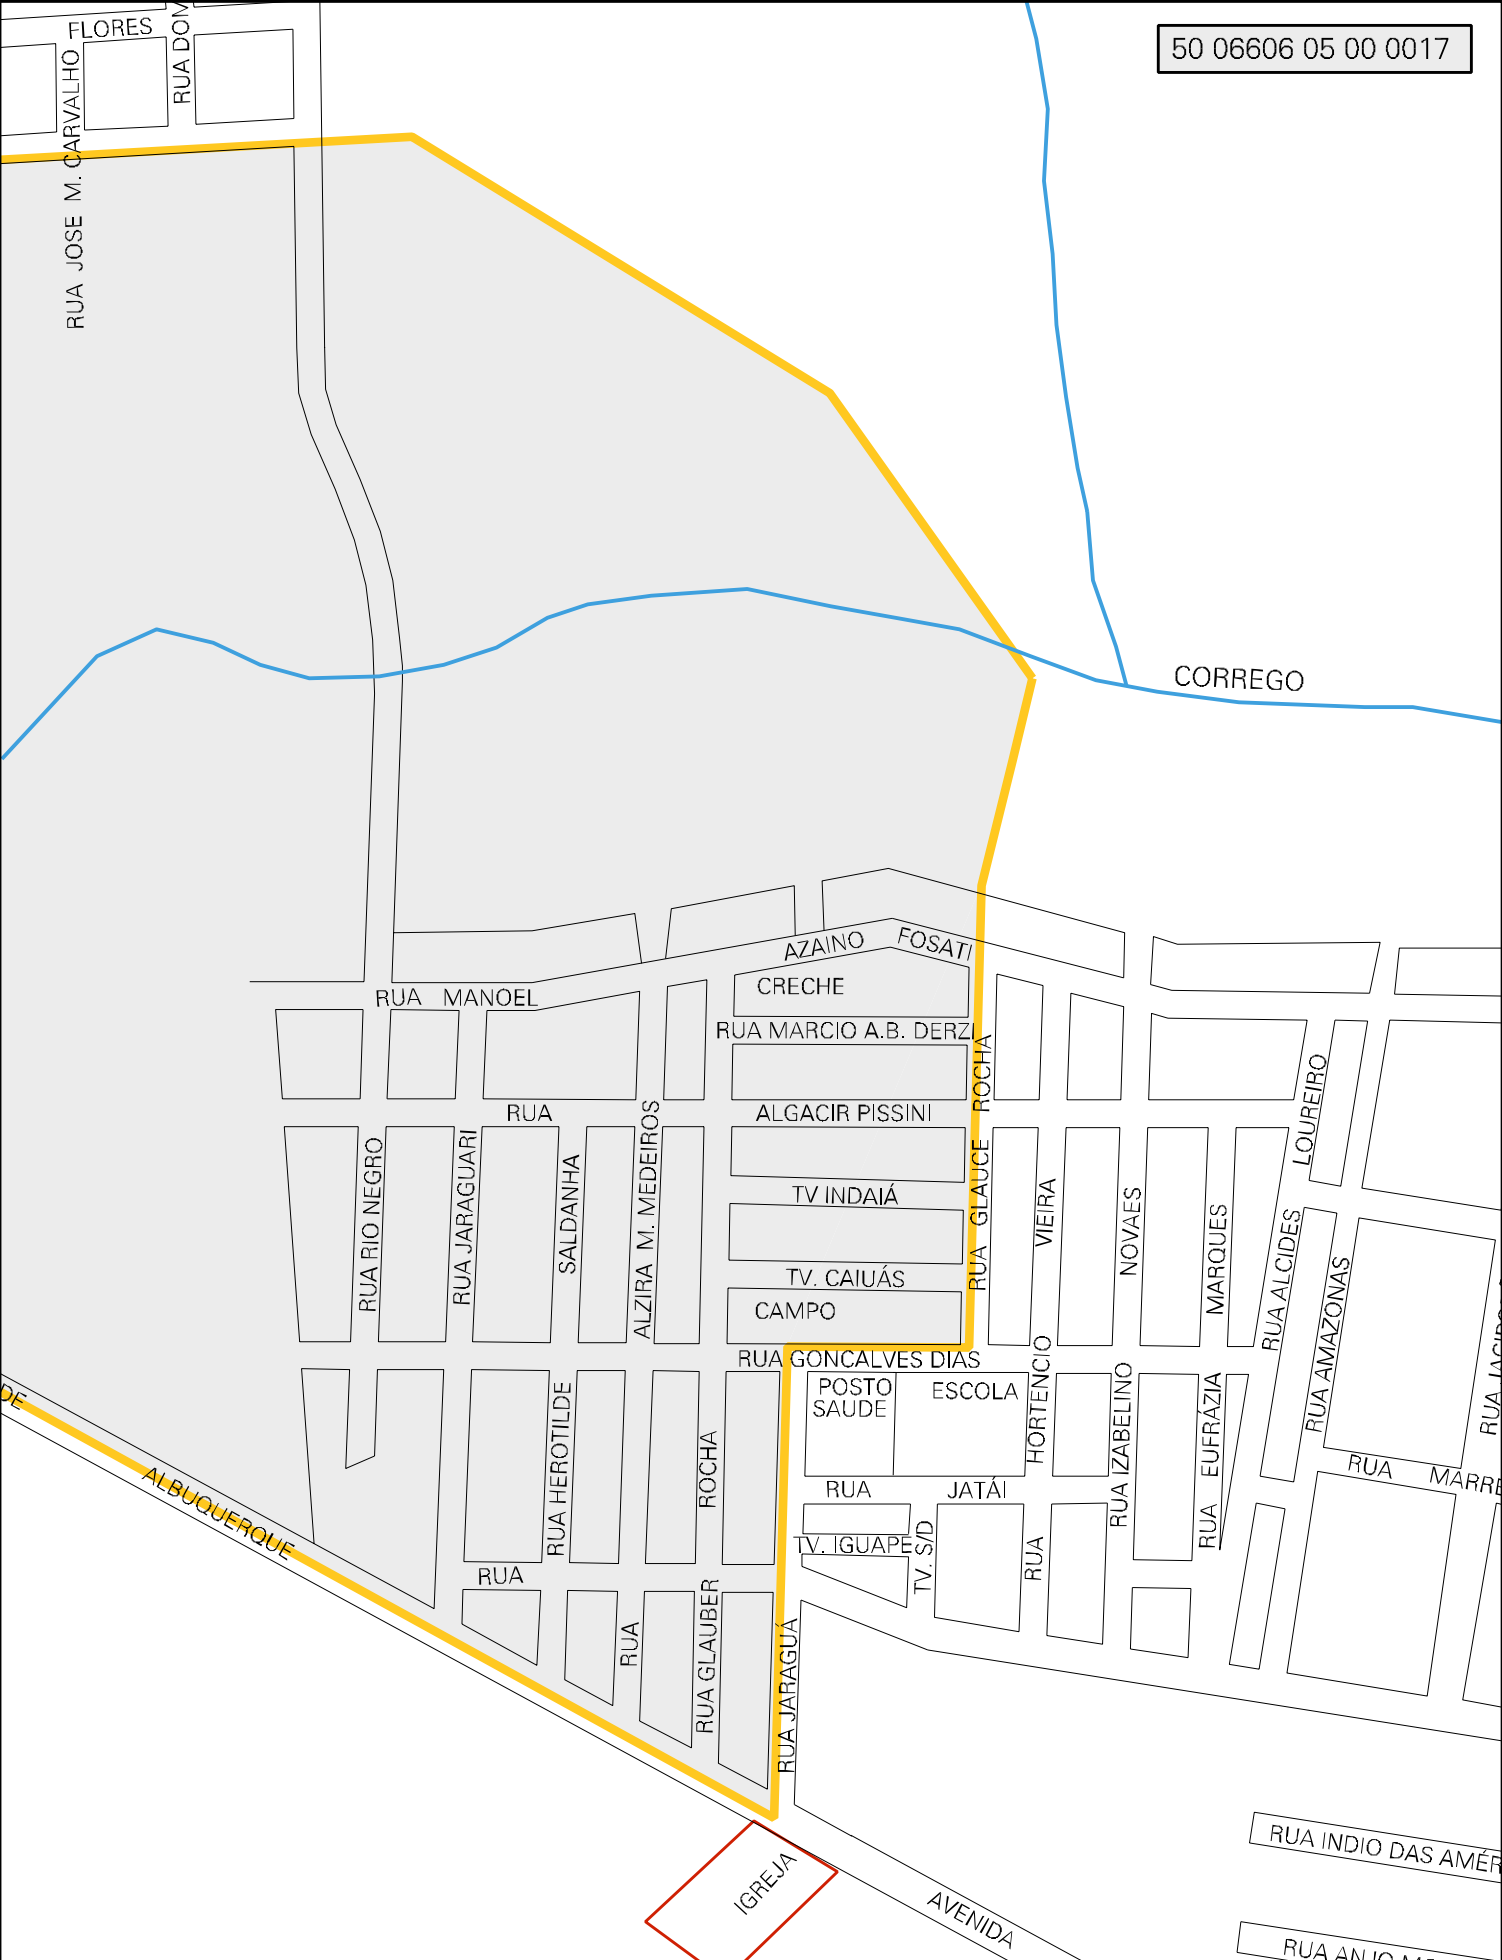 FLORES
RUA DOM
50 06606 05 00 0017
RUA JOSE M. CARVALHO
CORREGO
AZAINO
FOSATI
CRECHE
RUA MANOEL
RUA MARCIO A.B. DERZI
RUA
ALGACIR PISSINI
TV INDAIÁ
TV. CAIUÁS
CAMPO
RUA RIO NEGRO
RUA JARAGUARI
SALDANHA
ALZIRA M. MEDEIROS
RUA GLAUCE ROCHA
VIEIRA
NOVAES
MARQUES
LOUREIRO
RUA ALCIDES
RUA AMAZONAS
RUA GONCALVES DIAS
POSTO
SAUDE
ESCOLA
HORTENCIO
RUA IZABELINO
RUA EUFRÁZIA
RUA MARRE
DE
ALBUQUERQUE
RUA HEROTILDE
ROCHA
RUA JATÁI
TV. IGUAPE
TV. S/D
RUA
RUA
RUA
RUA GLAUBER
RUA JARAGUÁ
IGREJA
AVENIDA
RUA INDIO DAS AMÉR